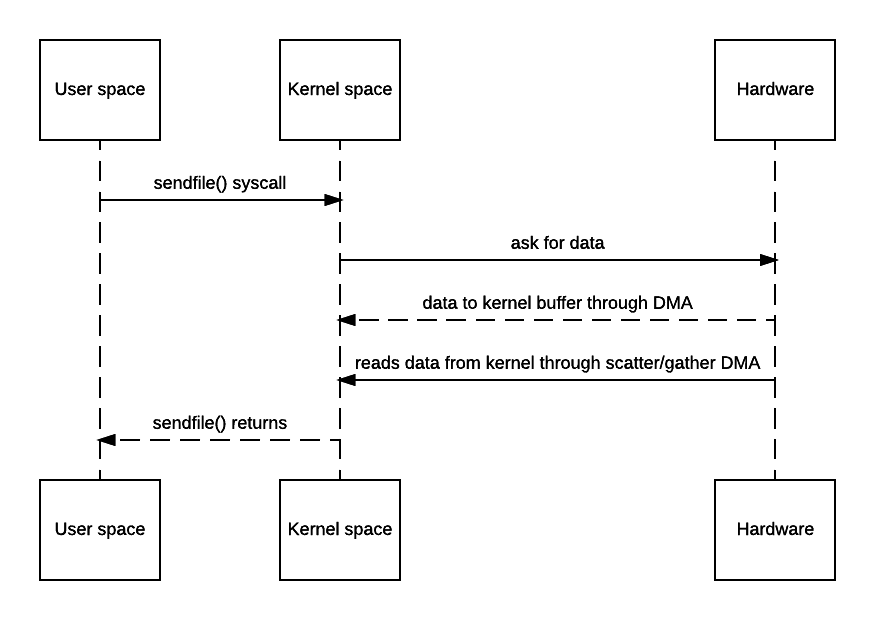 User space
Kernel space
Hardware
sendfile() syscall
ask for data
data to kernel buffer through DMA
reads data from kernel through scatter/gather DMA
sendfile() returns
User space
Kernel space
Hardware